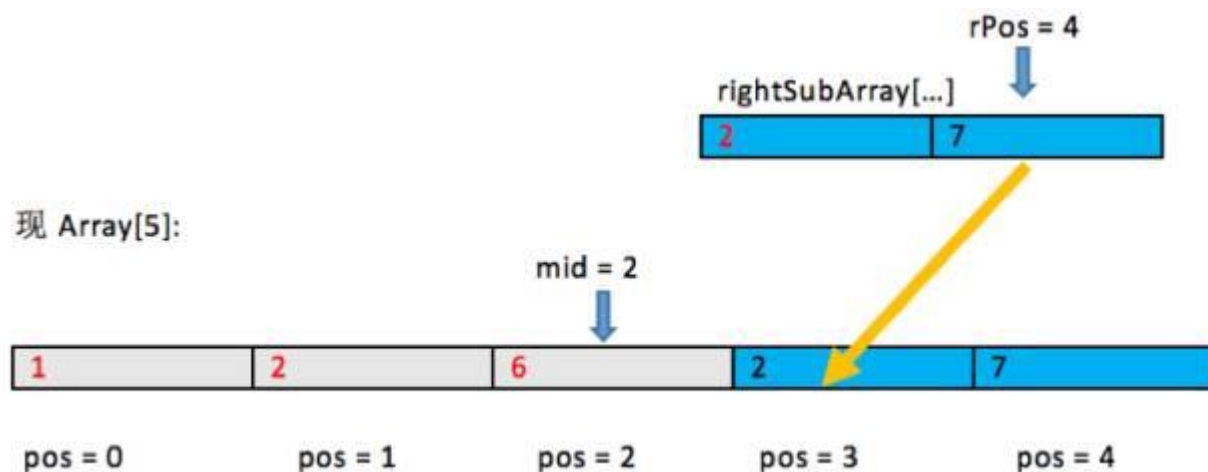 rPos = 4
rightSubArray[...]
2 7
现 Array[5]:
mid = 2
1 2 6 2 7
pos = 0 pos = 1 pos = 2 pos = 3 pos = 4